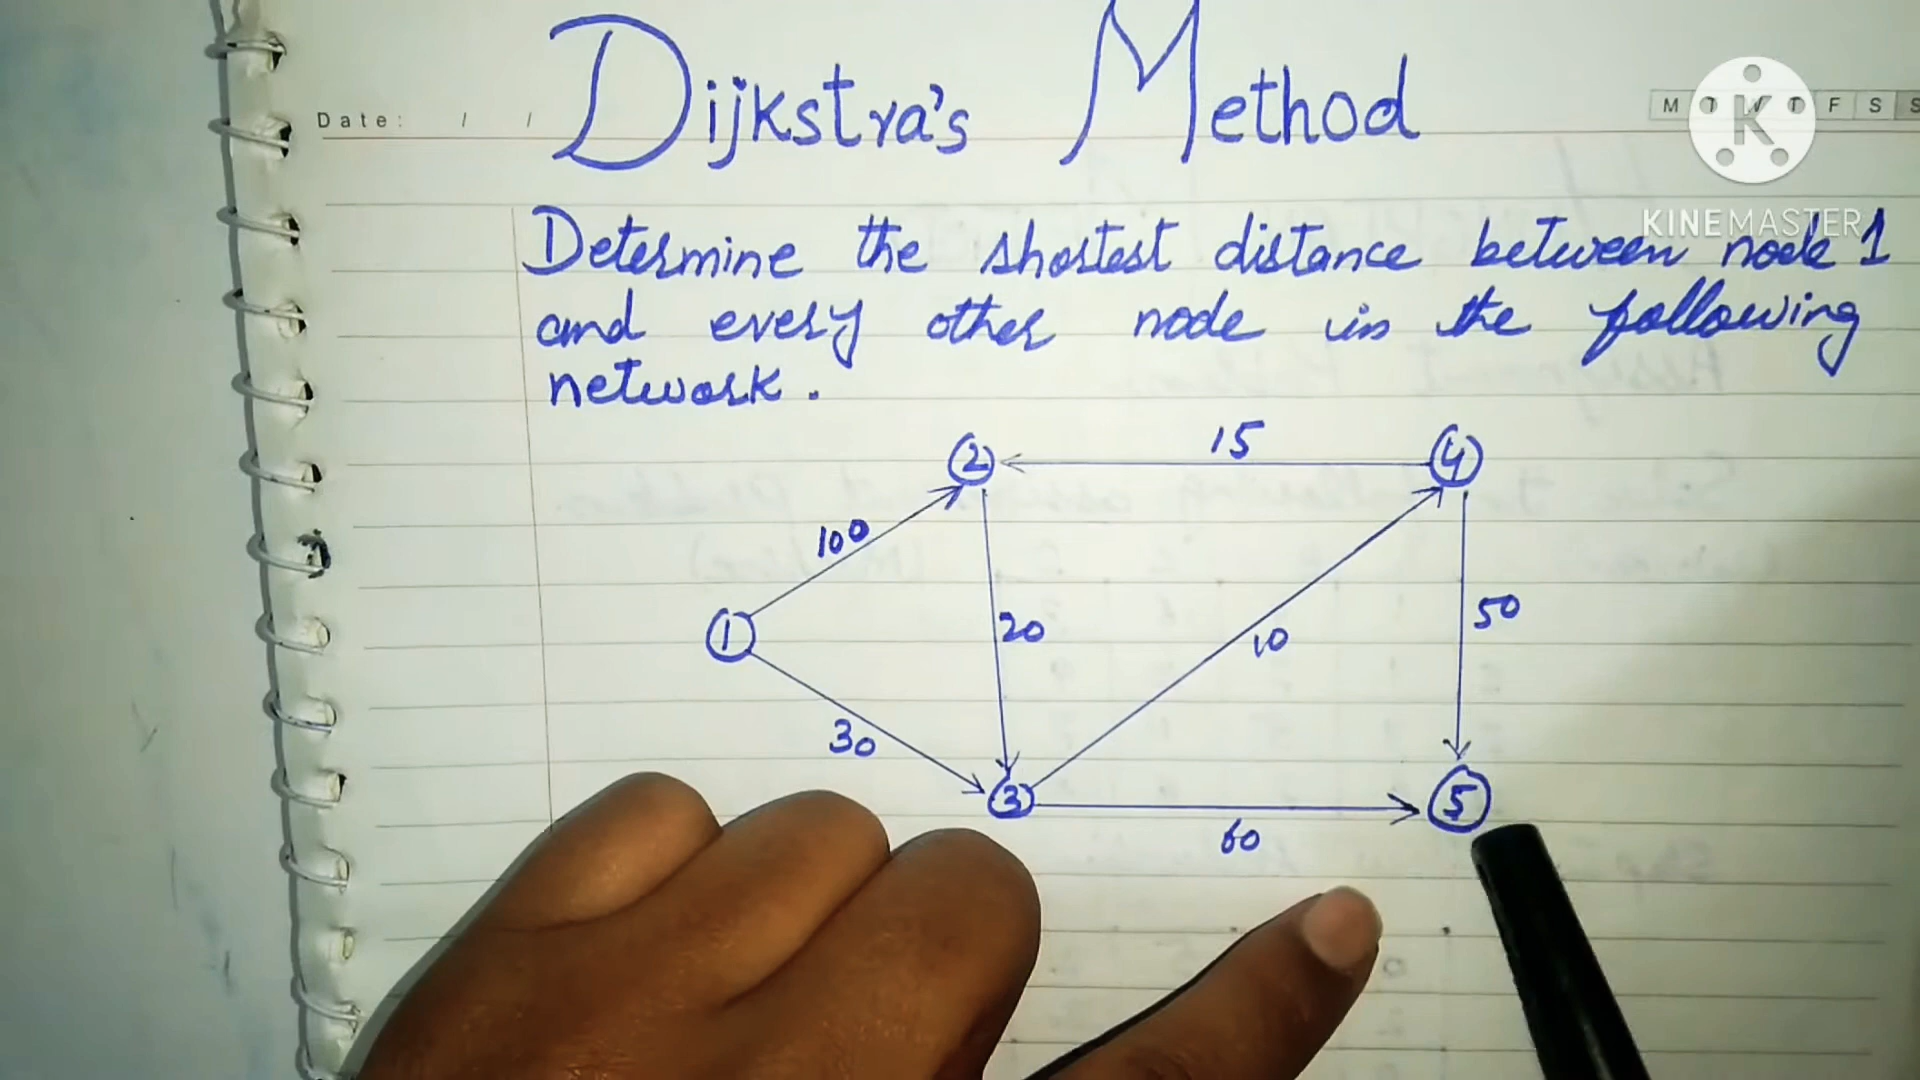 Dijkstra's Method
Date: / /
M T W T F S S
K
KINEMASTER
Determine the shortest distance between node 1
and every other node in the following
network.
15
2
4
100
1
20
10
50
30
3
5
60